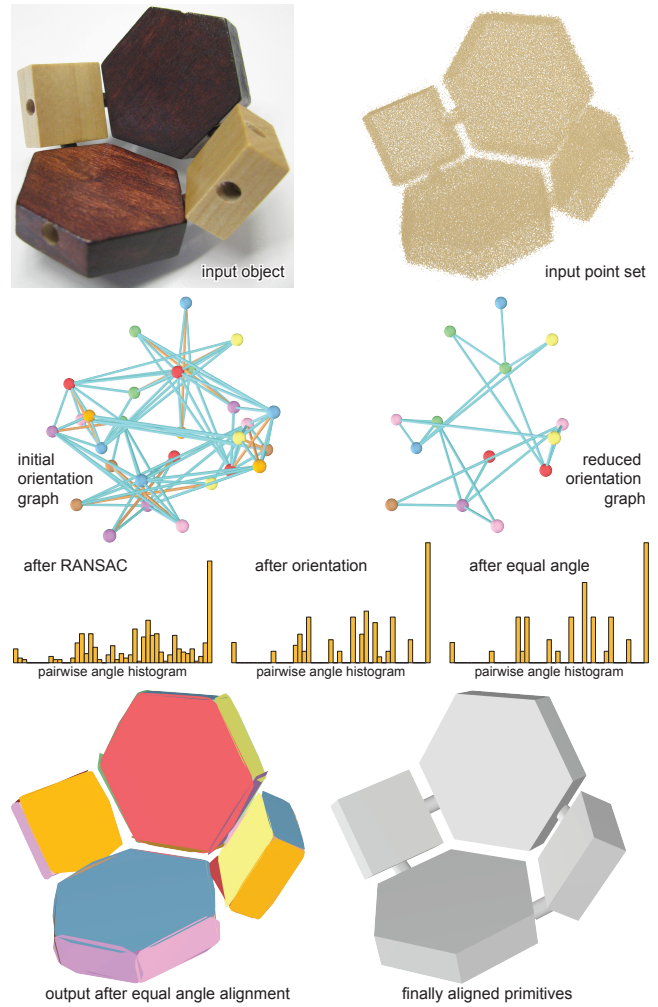 input object
input point set
initial
orientation
graph
reduced
orientation
graph
after RANSAC
after orientation
after equal angle
pairwise angle histogram
pairwise angle histogram
pairwise angle histogram
output after equal angle alignment
finally aligned primitives